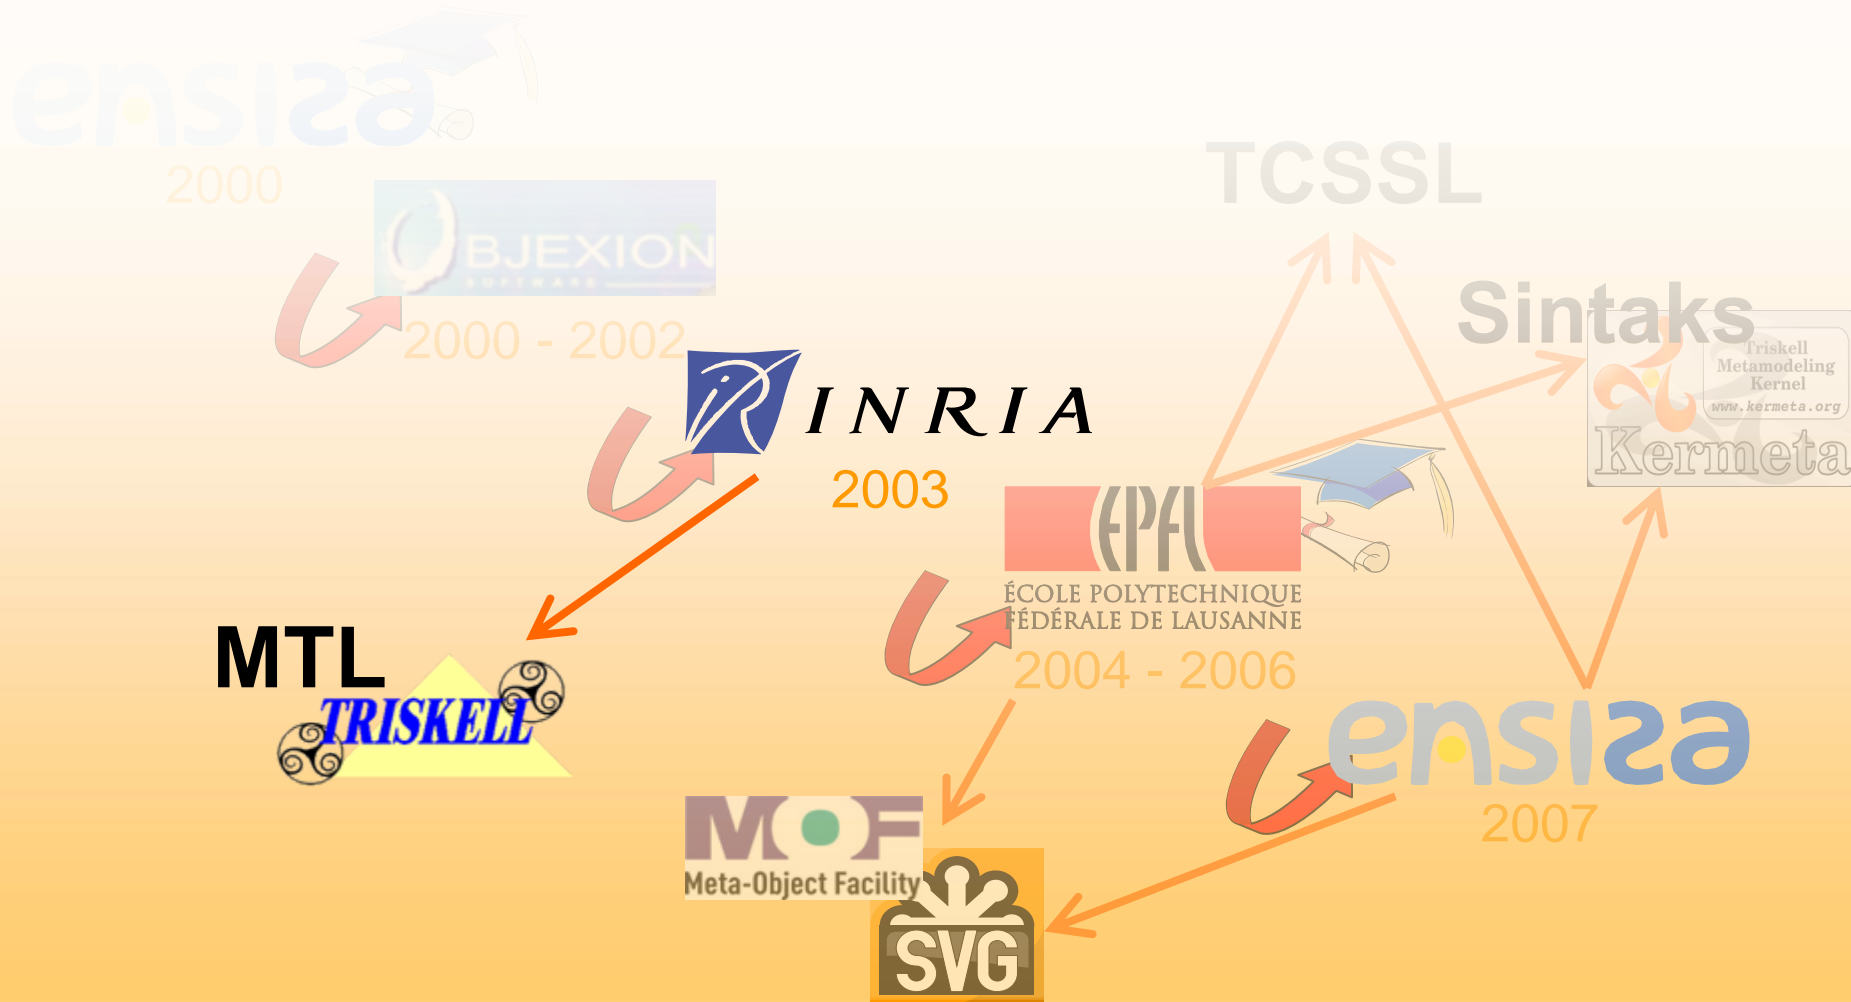 ensisa
2000
OBJEXION
SOFTWARE
2000 - 2002
TCSSL
Sintaks
Triskell
Metamodeling
Kernel
www.kermeta.org
Kermeta
INRIA
2003
EPFL
ÉCOLE POLYTECHNIQUE
FÉDÉRALE DE LAUSANNE
2004 - 2006
MTL
TRISKELL
ensisa
2007
MOF
Meta-Object Facility
SVG